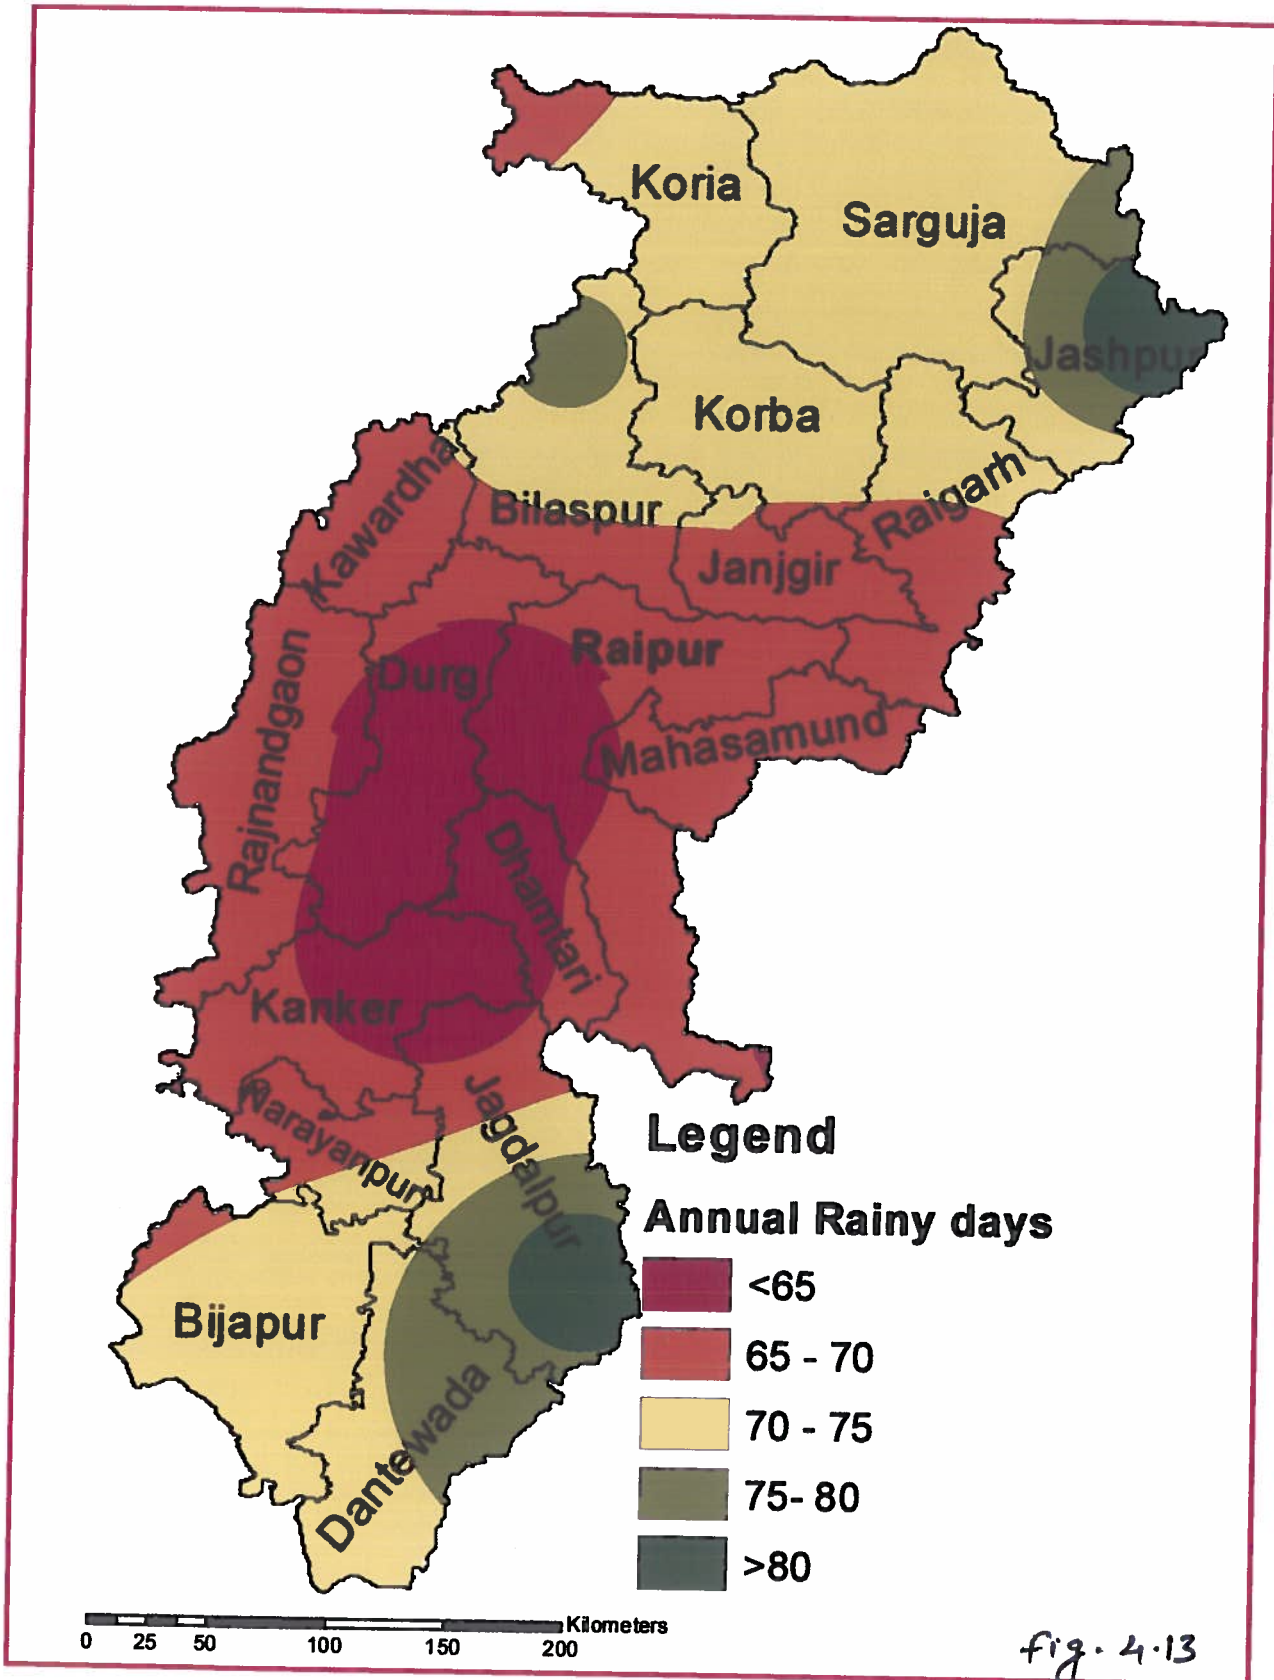 Koria
Sarguja
Jashpur
Korba
Kawardha
Bilaspur
Raigarh
Janjgir
Rajnandgaon
Durg
Raipur
Mahasamund
Dhamtari
Kanker
Narayanpur
Jagdalpur
Bijapur
Dantewada
Legend
Annual Rainy days
<65
65 - 70
70 - 75
75- 80
>80
Kilometers
0 25 50 100 150 200
fig. 4.13